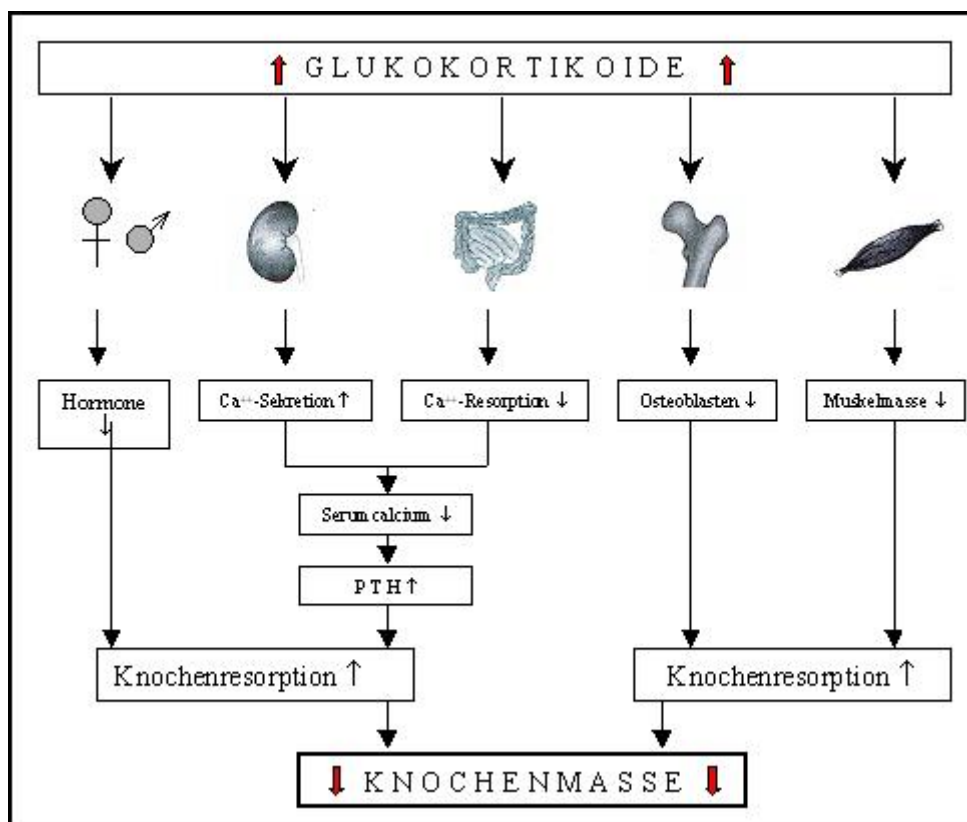 ↑ GLUKOKORTIKOIDE ↑
Hormone ↓
Ca⁺⁺-Sekretion ↑
Ca⁺⁺-Resorption ↓
Osteoblasten ↓
Muskelmasse ↓
Serum calcium ↓
PTH ↑
Knochenresorption ↑
Knochenresorption ↑
↓ KNOCHENMASSE ↓